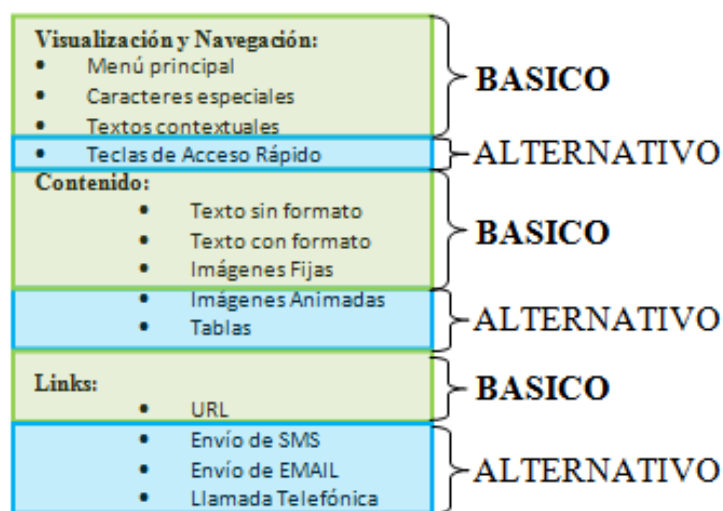 Visualización y Navegación:
• Menú principal
• Caracteres especiales
• Textos contextuales
BASICO
• Teclas de Acceso Rápido
ALTERNATIVO
Contenido:
• Texto sin formato
• Texto con formato
• Imágenes Fijas
BASICO
• Imágenes Animadas
• Tablas
ALTERNATIVO
Links:
• URL
BASICO
• Envío de SMS
• Envío de EMAIL
• Llamada Telefónica
ALTERNATIVO